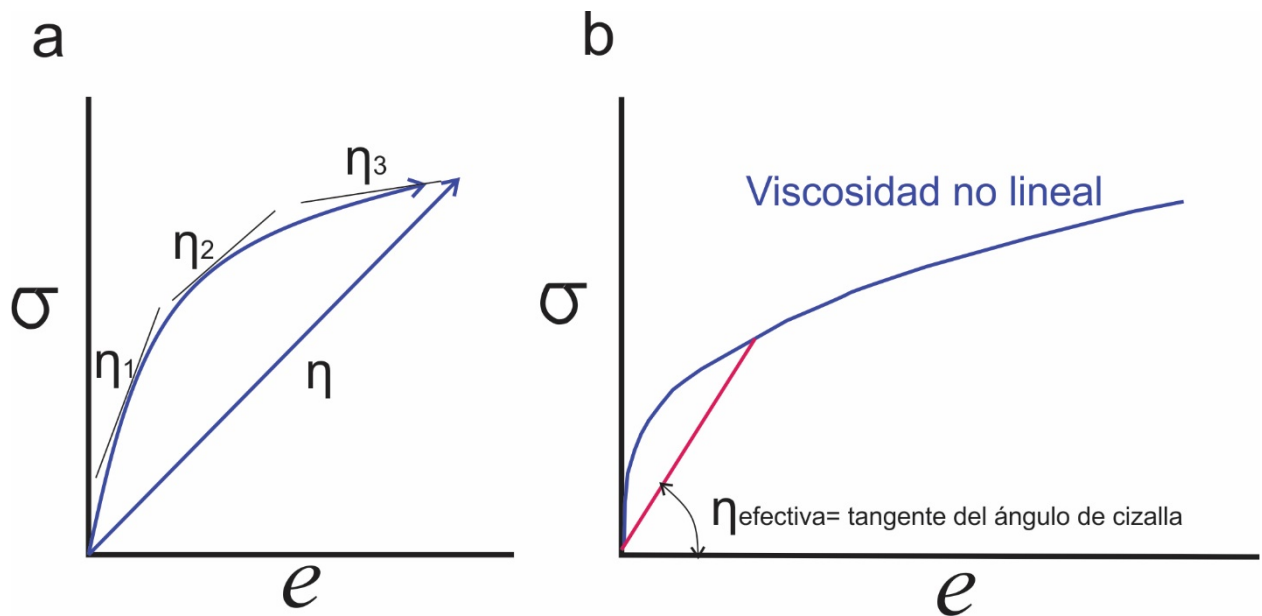 a
b
η3
η2
Viscosidad no lineal
σ
σ
η1
η
ηefectiva= tangente del ángulo de cizalla
e
e